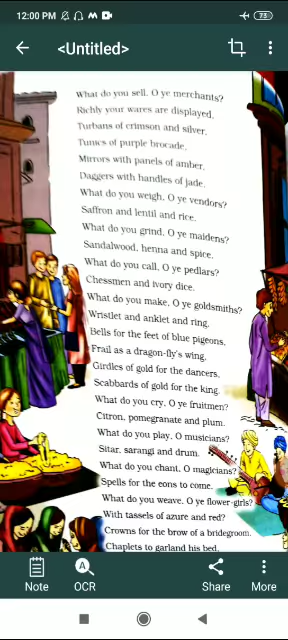 12:00 PM
73
<Untitled>
What do you sell, O ye merchants?
Richly your wares are displayed,
Turbans of crimson and silver,
Tunics of purple brocade,
Mirrors with panels of amber,
Daggers with handles of jade.
What do you weigh, O ye vendors?
Saffron and lentil and rice.
What do you grind, O ye maidens?
Sandalwood, henna and spice.
What do you call, O ye pedlars?
Chessmen and ivory dice.
What do you make, O ye goldsmiths?
Wristlet and anklet and ring,
Bells for the feet of blue pigeons,
Frail as a dragon-fly's wing,
Girdles of gold for the dancers,
Scabbards of gold for the king.
What do you cry, O ye fruitmen?
Citron, pomegranate and plum.
What do you play, O musicians?
Sitar, sarangi and drum.
What do you chant, O magicians?
Spells for the eons to come.
What do you weave, O ye flower-girls?
With tassels of azure and red?
Crowns for the brow of a bridegroom.
Chaplets to garland his bed,
Note OCR Share More